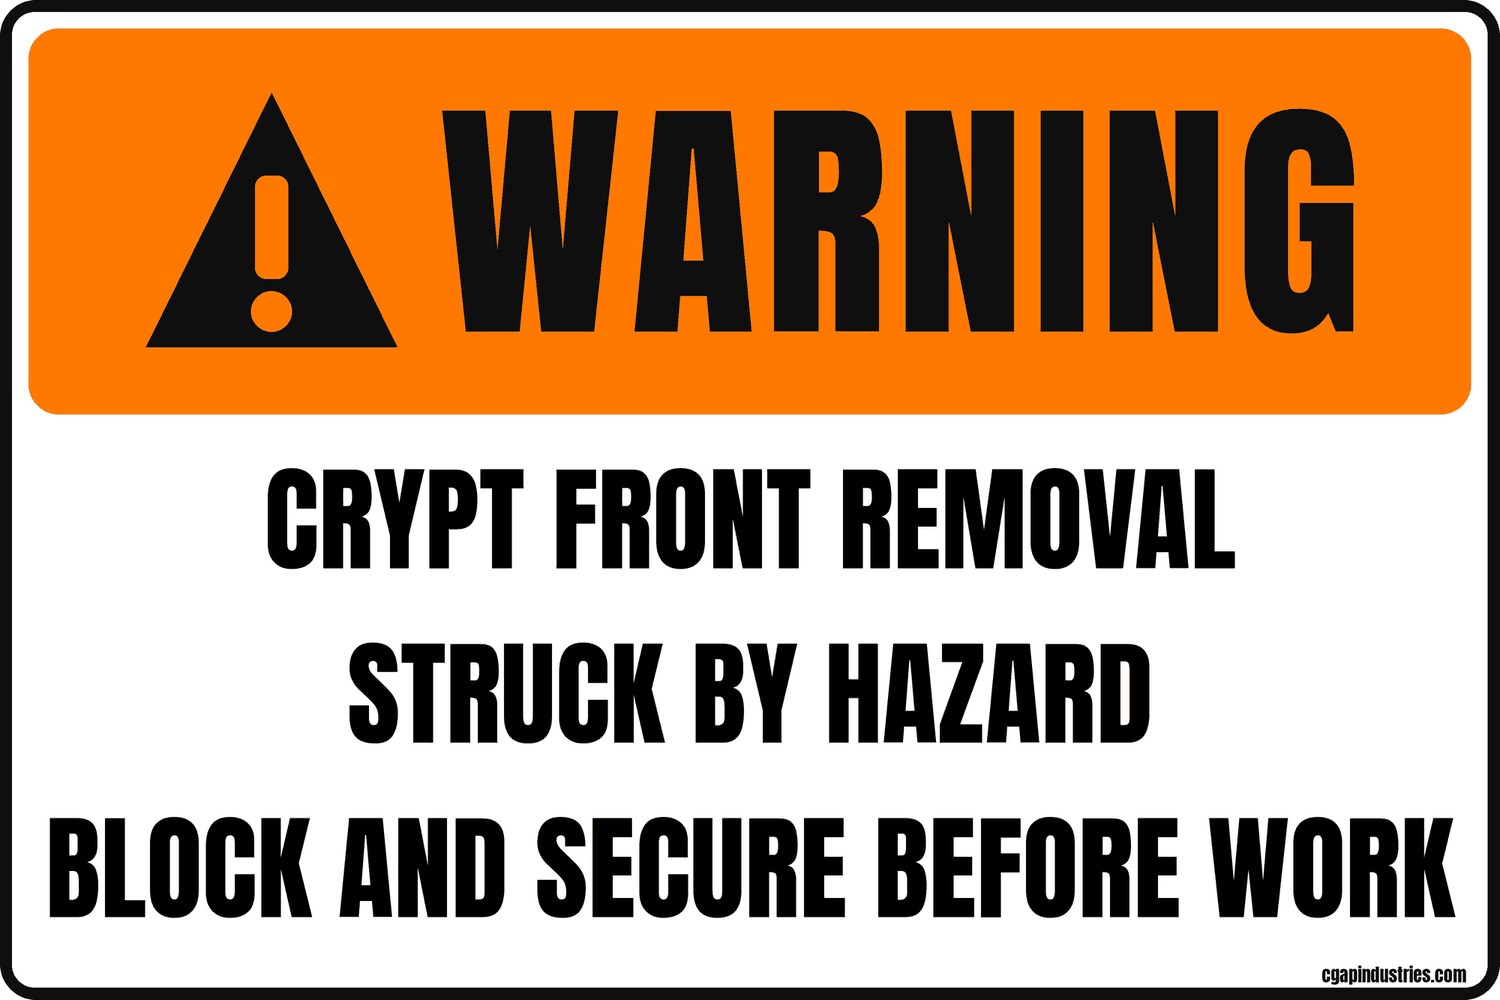 WARNING
CRYPT FRONT REMOVAL
STRUCK BY HAZARD
BLOCK AND SECURE BEFORE WORK
cgapindustries.com